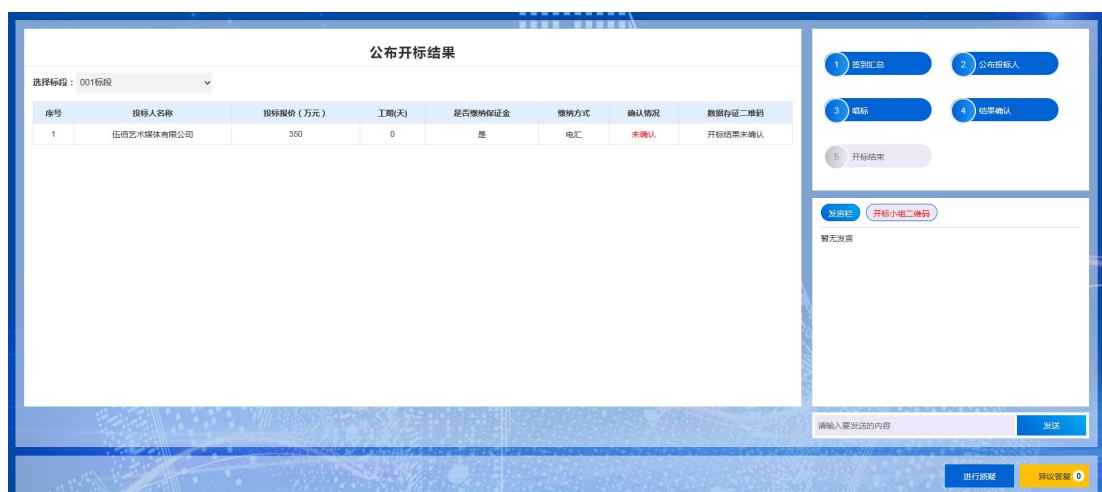 公布开标结果
选择标段： 001标段
序号 投标人名称 投标报价（万元） 工期(天) 是否缴纳保证金 缴纳方式 确认情况 数据存证二维码
1 伍佰艺术媒体有限公司 350 0 是 电汇 未确认 开标结果未确认
1 签到汇总 2 公布投标人
3 唱标 4 结果确认
5 开标结束
发言栏 开标小组二维码
暂无发言
请输入要发送的内容 发送
进行质疑 异议答复 0